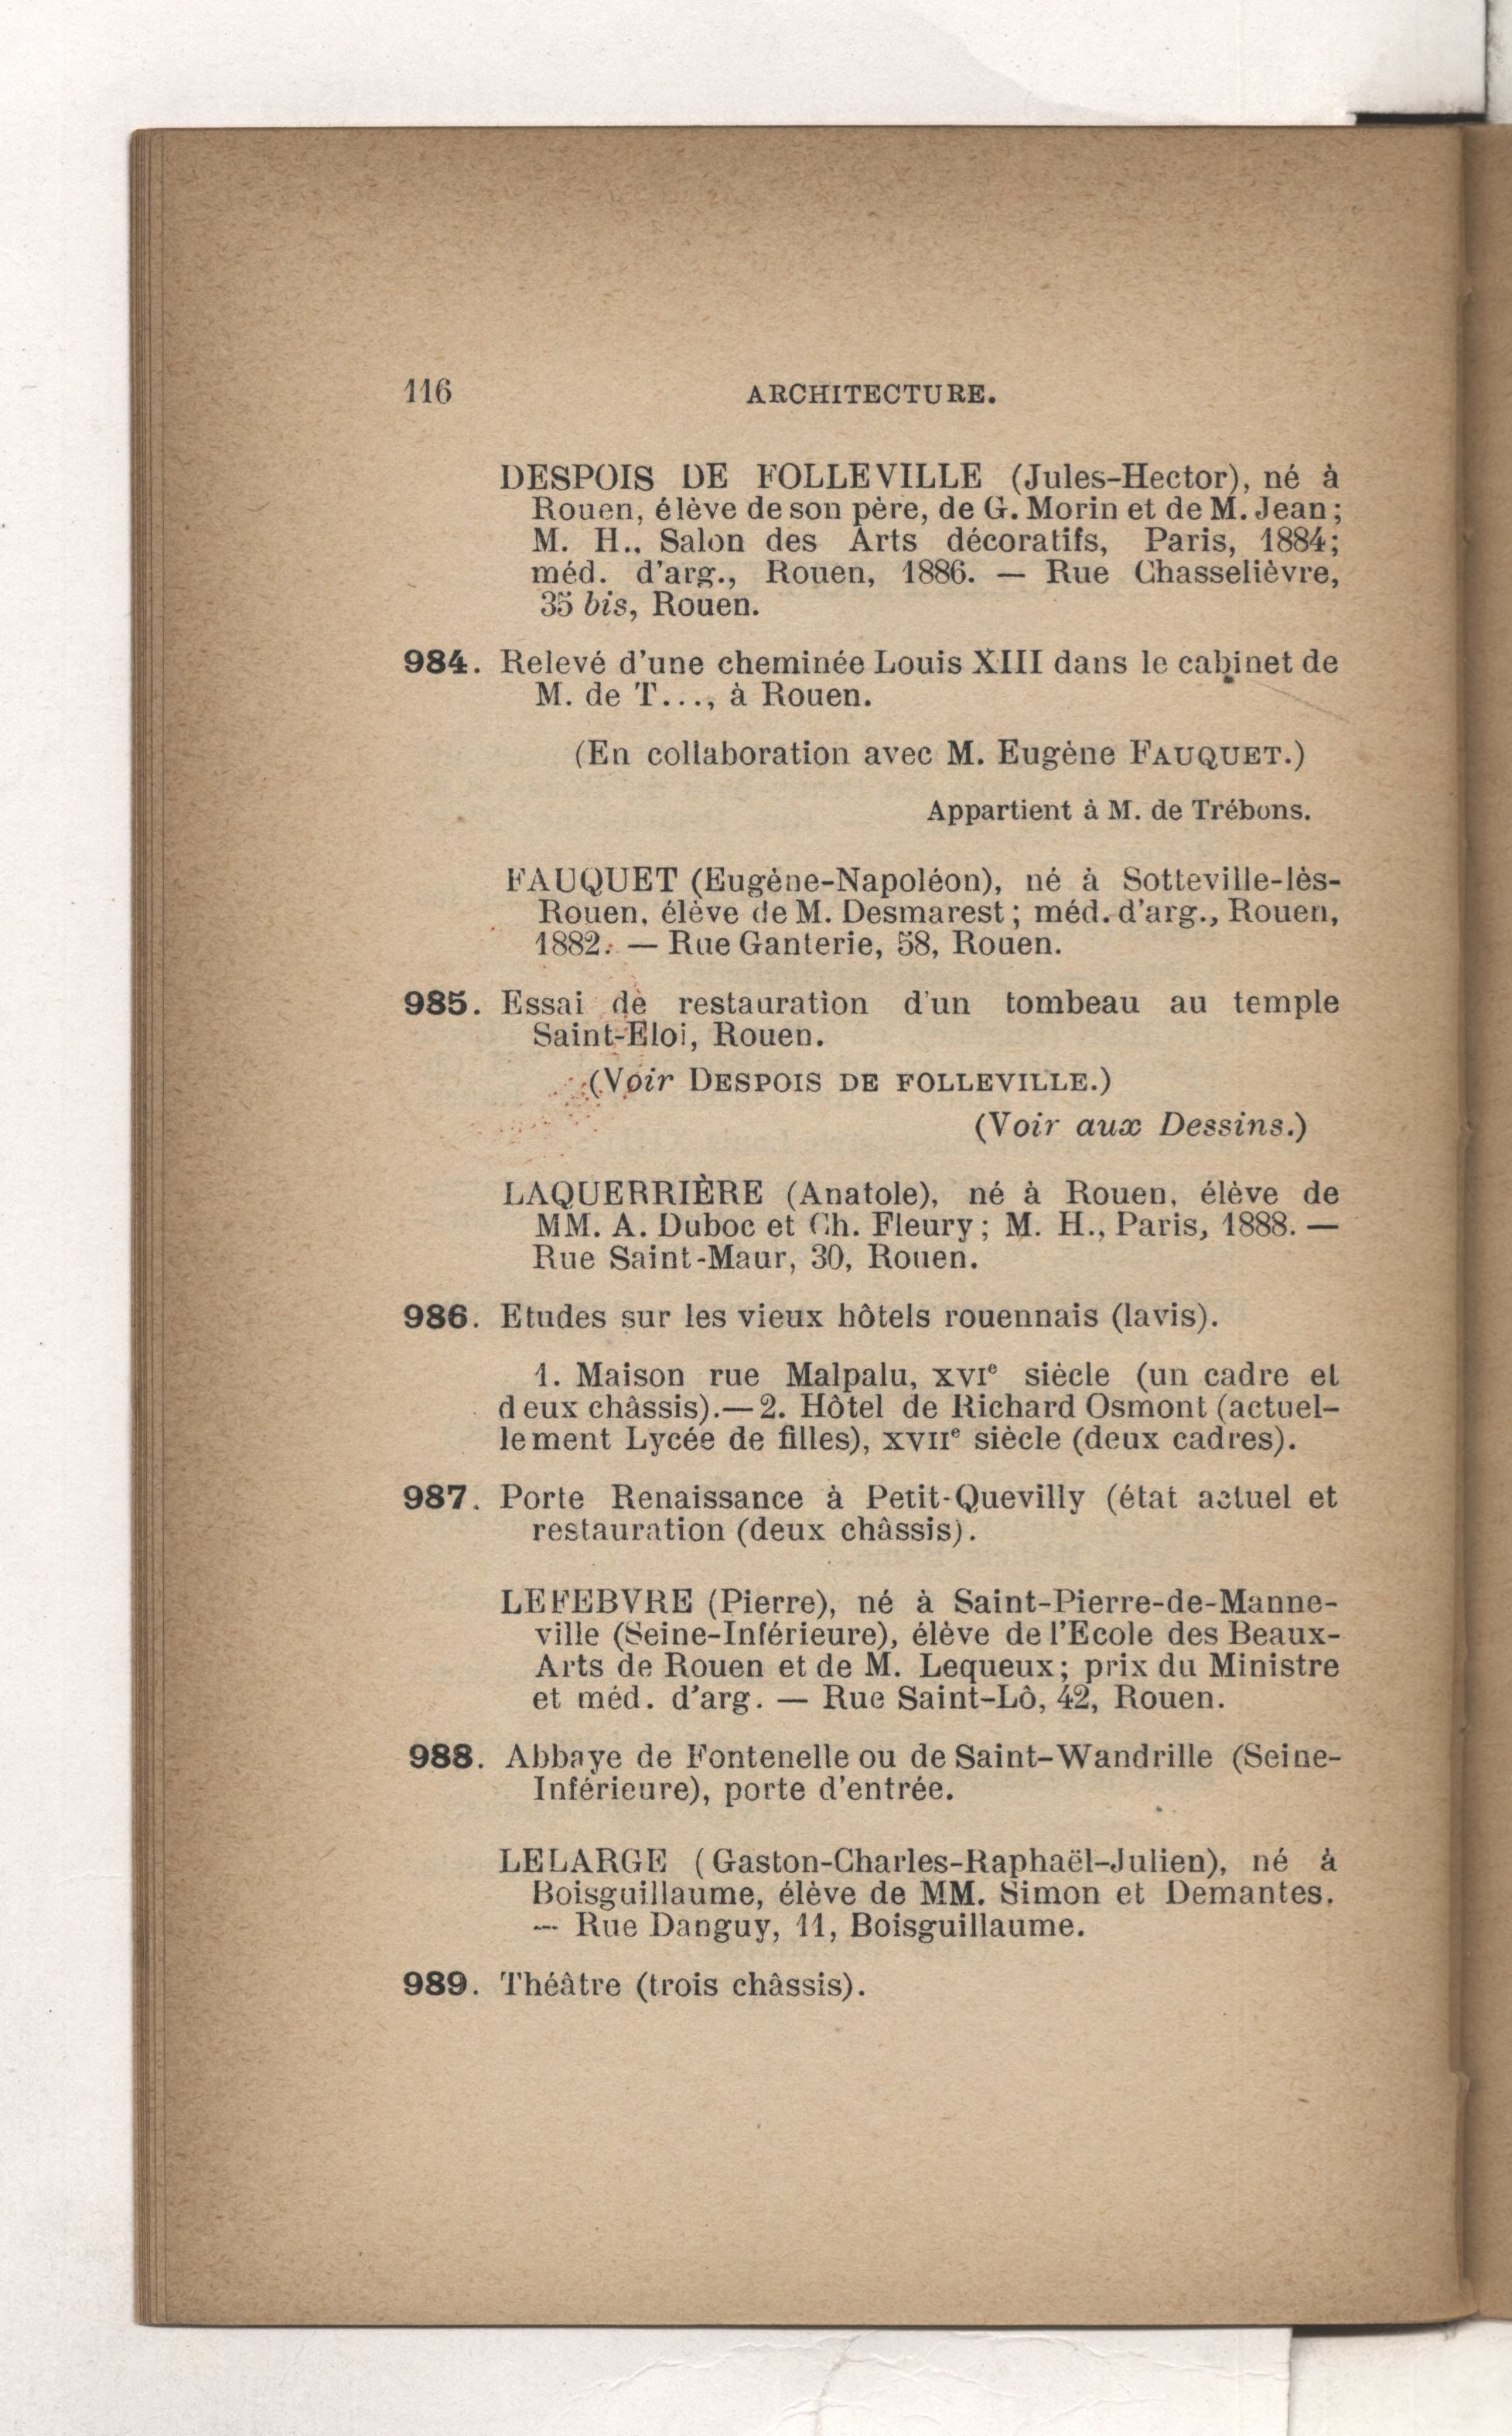 116 ARCHITECTURE.
DESPOIS DE FOLLEVILLE (Jules-Hector), né à
Rouen, élève de son père, de G. Morin et de M. Jean;
M. H.. Salon des Arts décoratifs, Paris, 1884;
méd. d'arg., Rouen, 1886. — Rue Chasselièvre,
35 bis, Rouen.
984. Relevé d'une cheminée Louis XIII dans le cabinet de
M. de T..., à Rouen.
(En collaboration avec M. Eugène FAUQUET.)
Appartient à M. de Trébons.
FAUQUET (Eugène-Napoléon), né à Sotteville-lès-
Rouen, élève de M. Desmarest; méd. d'arg., Rouen,
1882. — Rue Ganterie, 58, Rouen.
985. Essai de restauration d'un tombeau au temple
Saint-Eloi, Rouen.
(Voir DESPOIS DE FOLLEVILLE.)
(Voir aux Dessins.)
LAQUERRIÈRE (Anatole), né à Rouen, élève de
MM. A. Duboc et Ch. Fleury; M. H., Paris, 1888. —
Rue Saint-Maur, 30, Rouen.
986. Etudes sur les vieux hôtels rouennais (lavis).
1. Maison rue Malpalu, XVIe siècle (un cadre et
deux châssis).— 2. Hôtel de Richard Osmont (actuel-
lement Lycée de filles), XVIIe siècle (deux cadres).
987. Porte Renaissance à Petit-Quevilly (état actuel et
restauration (deux châssis).
LEFEBVRE (Pierre), né à Saint-Pierre-de-Manne-
ville (Seine-Inférieure), élève de l'Ecole des Beaux-
Arts de Rouen et de M. Lequeux; prix du Ministre
et méd. d'arg. — Rue Saint-Lô, 42, Rouen.
988. Abbaye de Fontenelle ou de Saint-Wandrille (Seine-
Inférieure), porte d'entrée.
LELARGE (Gaston-Charles-Raphaël-Julien), né à
Boisguillaume, élève de MM. Simon et Demantes.
— Rue Danguy, 11, Boisguillaume.
989. Théâtre (trois châssis).